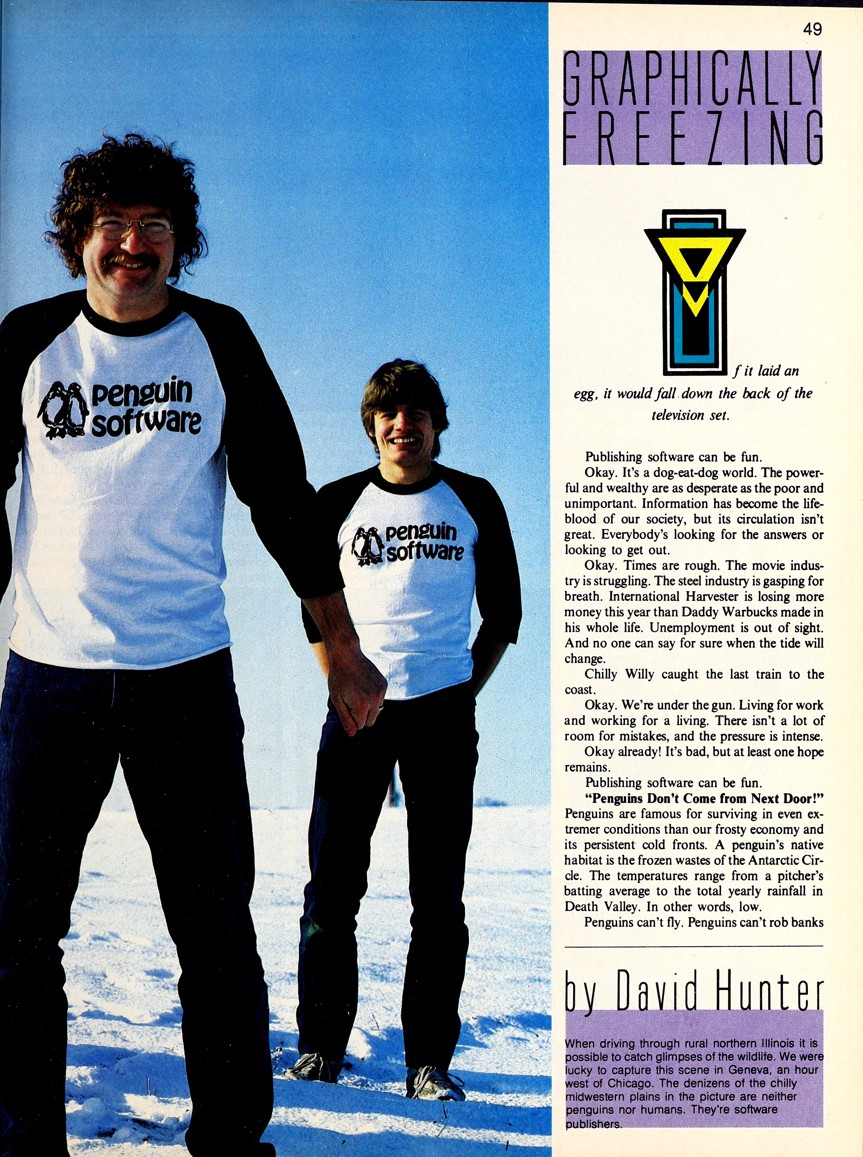 49
GRAPHICALLY
FREEZING
penguin
software
penguin
software
f it laid an
egg, it would fall down the back of the
television set.
Publishing software can be fun.
Okay. It's a dog-eat-dog world. The power-
ful and wealthy are as desperate as the poor and
unimportant. Information has become the life-
blood of our society, but its circulation isn't
great. Everybody's looking for the answers or
looking to get out.
Okay. Times are rough. The movie indus-
try is struggling. The steel industry is gasping for
breath. International Harvester is losing more
money this year than Daddy Warbucks made in
his whole life. Unemployment is out of sight.
And no one can say for sure when the tide will
change.
Chilly Willy caught the last train to the
coast.
Okay. We're under the gun. Living for work
and working for a living. There isn't a lot of
room for mistakes, and the pressure is intense.
Okay already! It's bad, but at least one hope
remains.
Publishing software can be fun.
"Penguins Don't Come from Next Door!"
Penguins are famous for surviving in even ex-
tremer conditions than our frosty economy and
its persistent cold fronts. A penguin's native
habitat is the frozen wastes of the Antarctic Cir-
cle. The temperatures range from a pitcher's
batting average to the total yearly rainfall in
Death Valley. In other words, low.
Penguins can't fly. Penguins can't rob banks
by David Hunter
When driving through rural northern Illinois it is
possible to catch glimpses of the wildlife. We were
lucky to capture this scene in Geneva, an hour
west of Chicago. The denizens of the chilly
midwestern plains in the picture are neither
penguins nor humans. They're software
publishers.